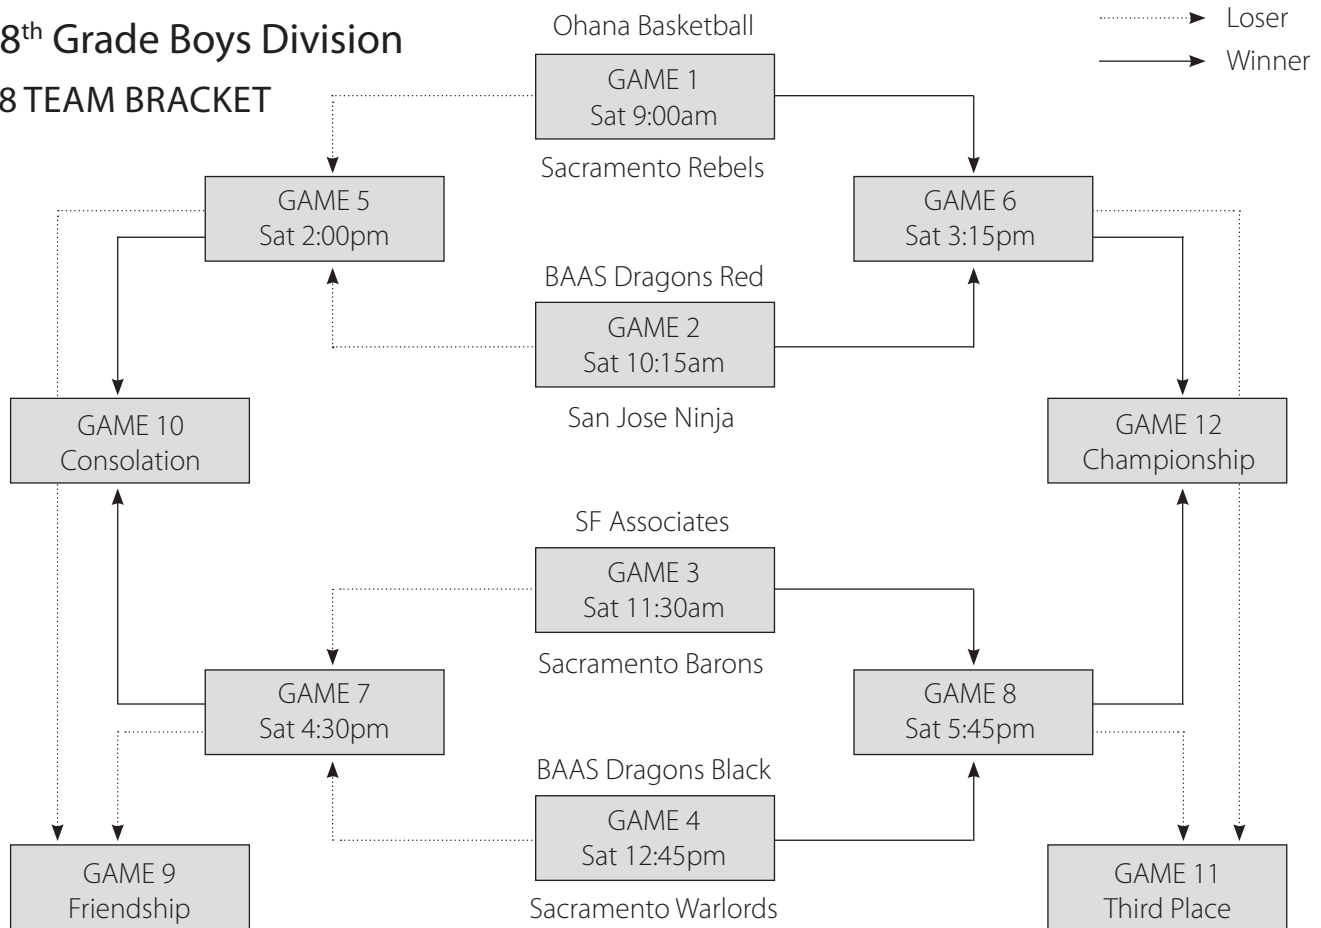 8th Grade Boys Division
8 TEAM BRACKET
Loser
Winner
Ohana Basketball
GAME 1
Sat 9:00am
Sacramento Rebels
GAME 5
Sat 2:00pm
GAME 6
Sat 3:15pm
BAAS Dragons Red
GAME 2
Sat 10:15am
San Jose Ninja
GAME 10
Consolation
GAME 12
Championship
SF Associates
GAME 3
Sat 11:30am
Sacramento Barons
GAME 7
Sat 4:30pm
GAME 8
Sat 5:45pm
BAAS Dragons Black
GAME 4
Sat 12:45pm
Sacramento Warlords
GAME 9
Friendship
GAME 11
Third Place